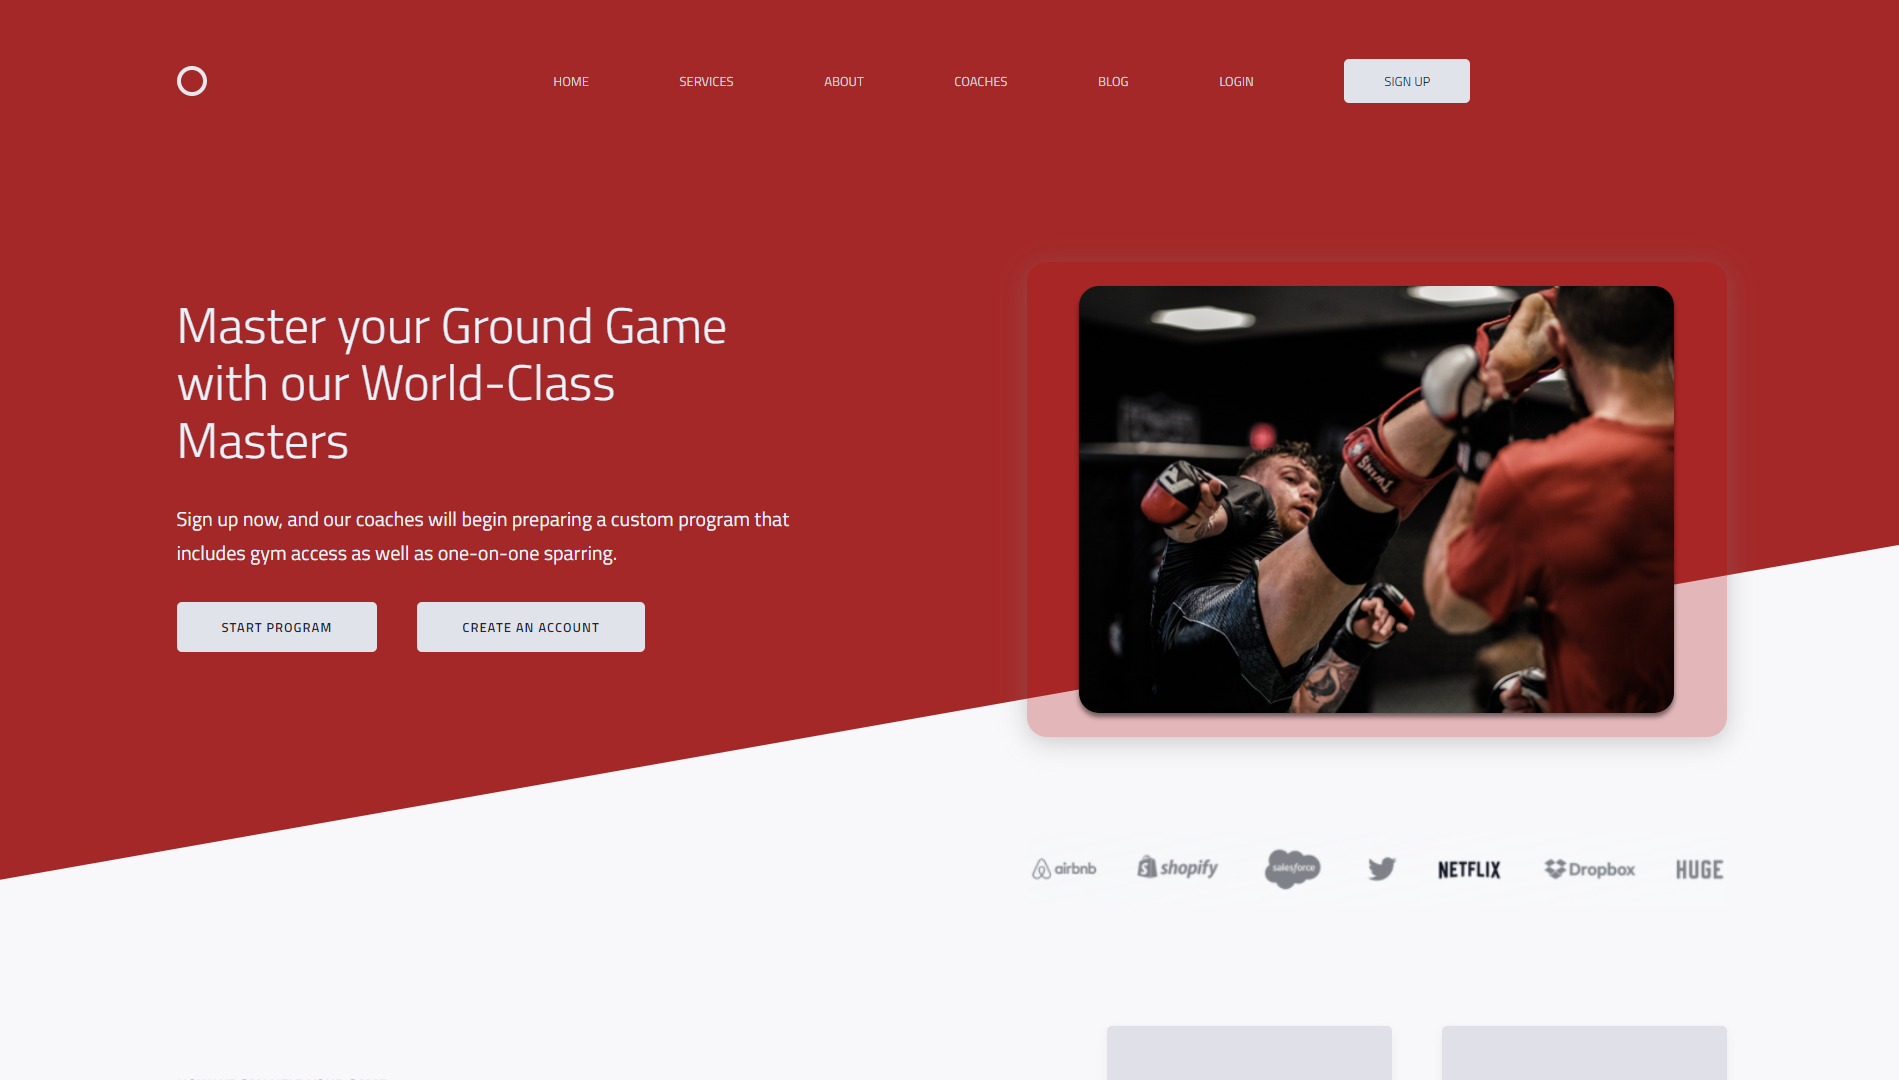 HOME
SERVICES
ABOUT
COACHES
BLOG
LOGIN
SIGN UP
Master your Ground Game
with our World-Class
Masters
Sign up now, and our coaches will begin preparing a custom program that
includes gym access as well as one-on-one sparring.
START PROGRAM
CREATE AN ACCOUNT
TWINS
airbnb
shopify
salesforce
NETFLIX
Dropbox
HUGE